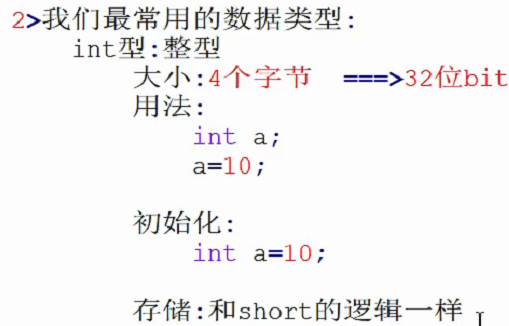 2>我们最常用的数据类型:
int型:整型
大小:4个字节 ===>32位bit
用法:
int a;
a=10;
初始化:
int a=10;
存储:和short的逻辑一样